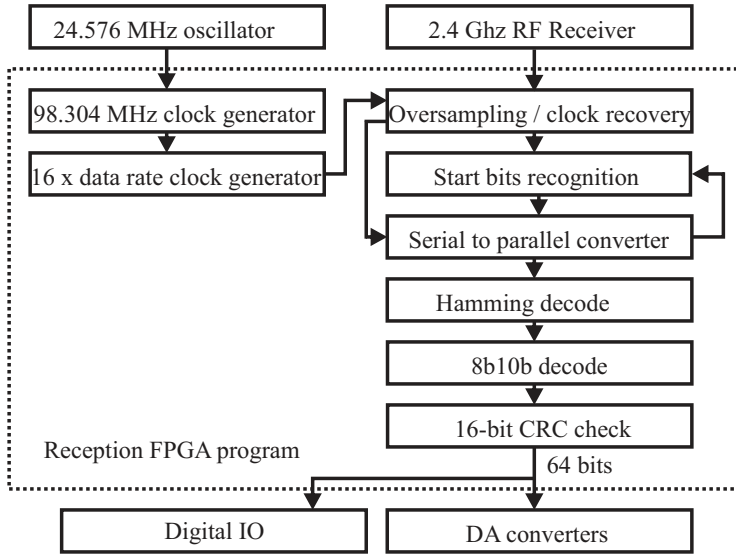 24.576 MHz oscillator
2.4 Ghz RF Receiver
98.304 MHz clock generator
Oversampling / clock recovery
16 x data rate clock generator
Start bits recognition
Serial to parallel converter
Hamming decode
8b10b decode
16-bit CRC check
Reception FPGA program
64 bits
Digital IO
DA converters